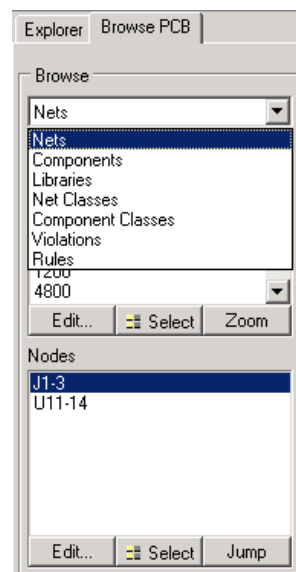 Explorer Browse PCB
Browse
Nets
Nets
Components
Libraries
Net Classes
Component Classes
Violations
Rules
1200
4800
Edit... Select Zoom
Nodes
J1-3
U11-14
Edit... Select Jump